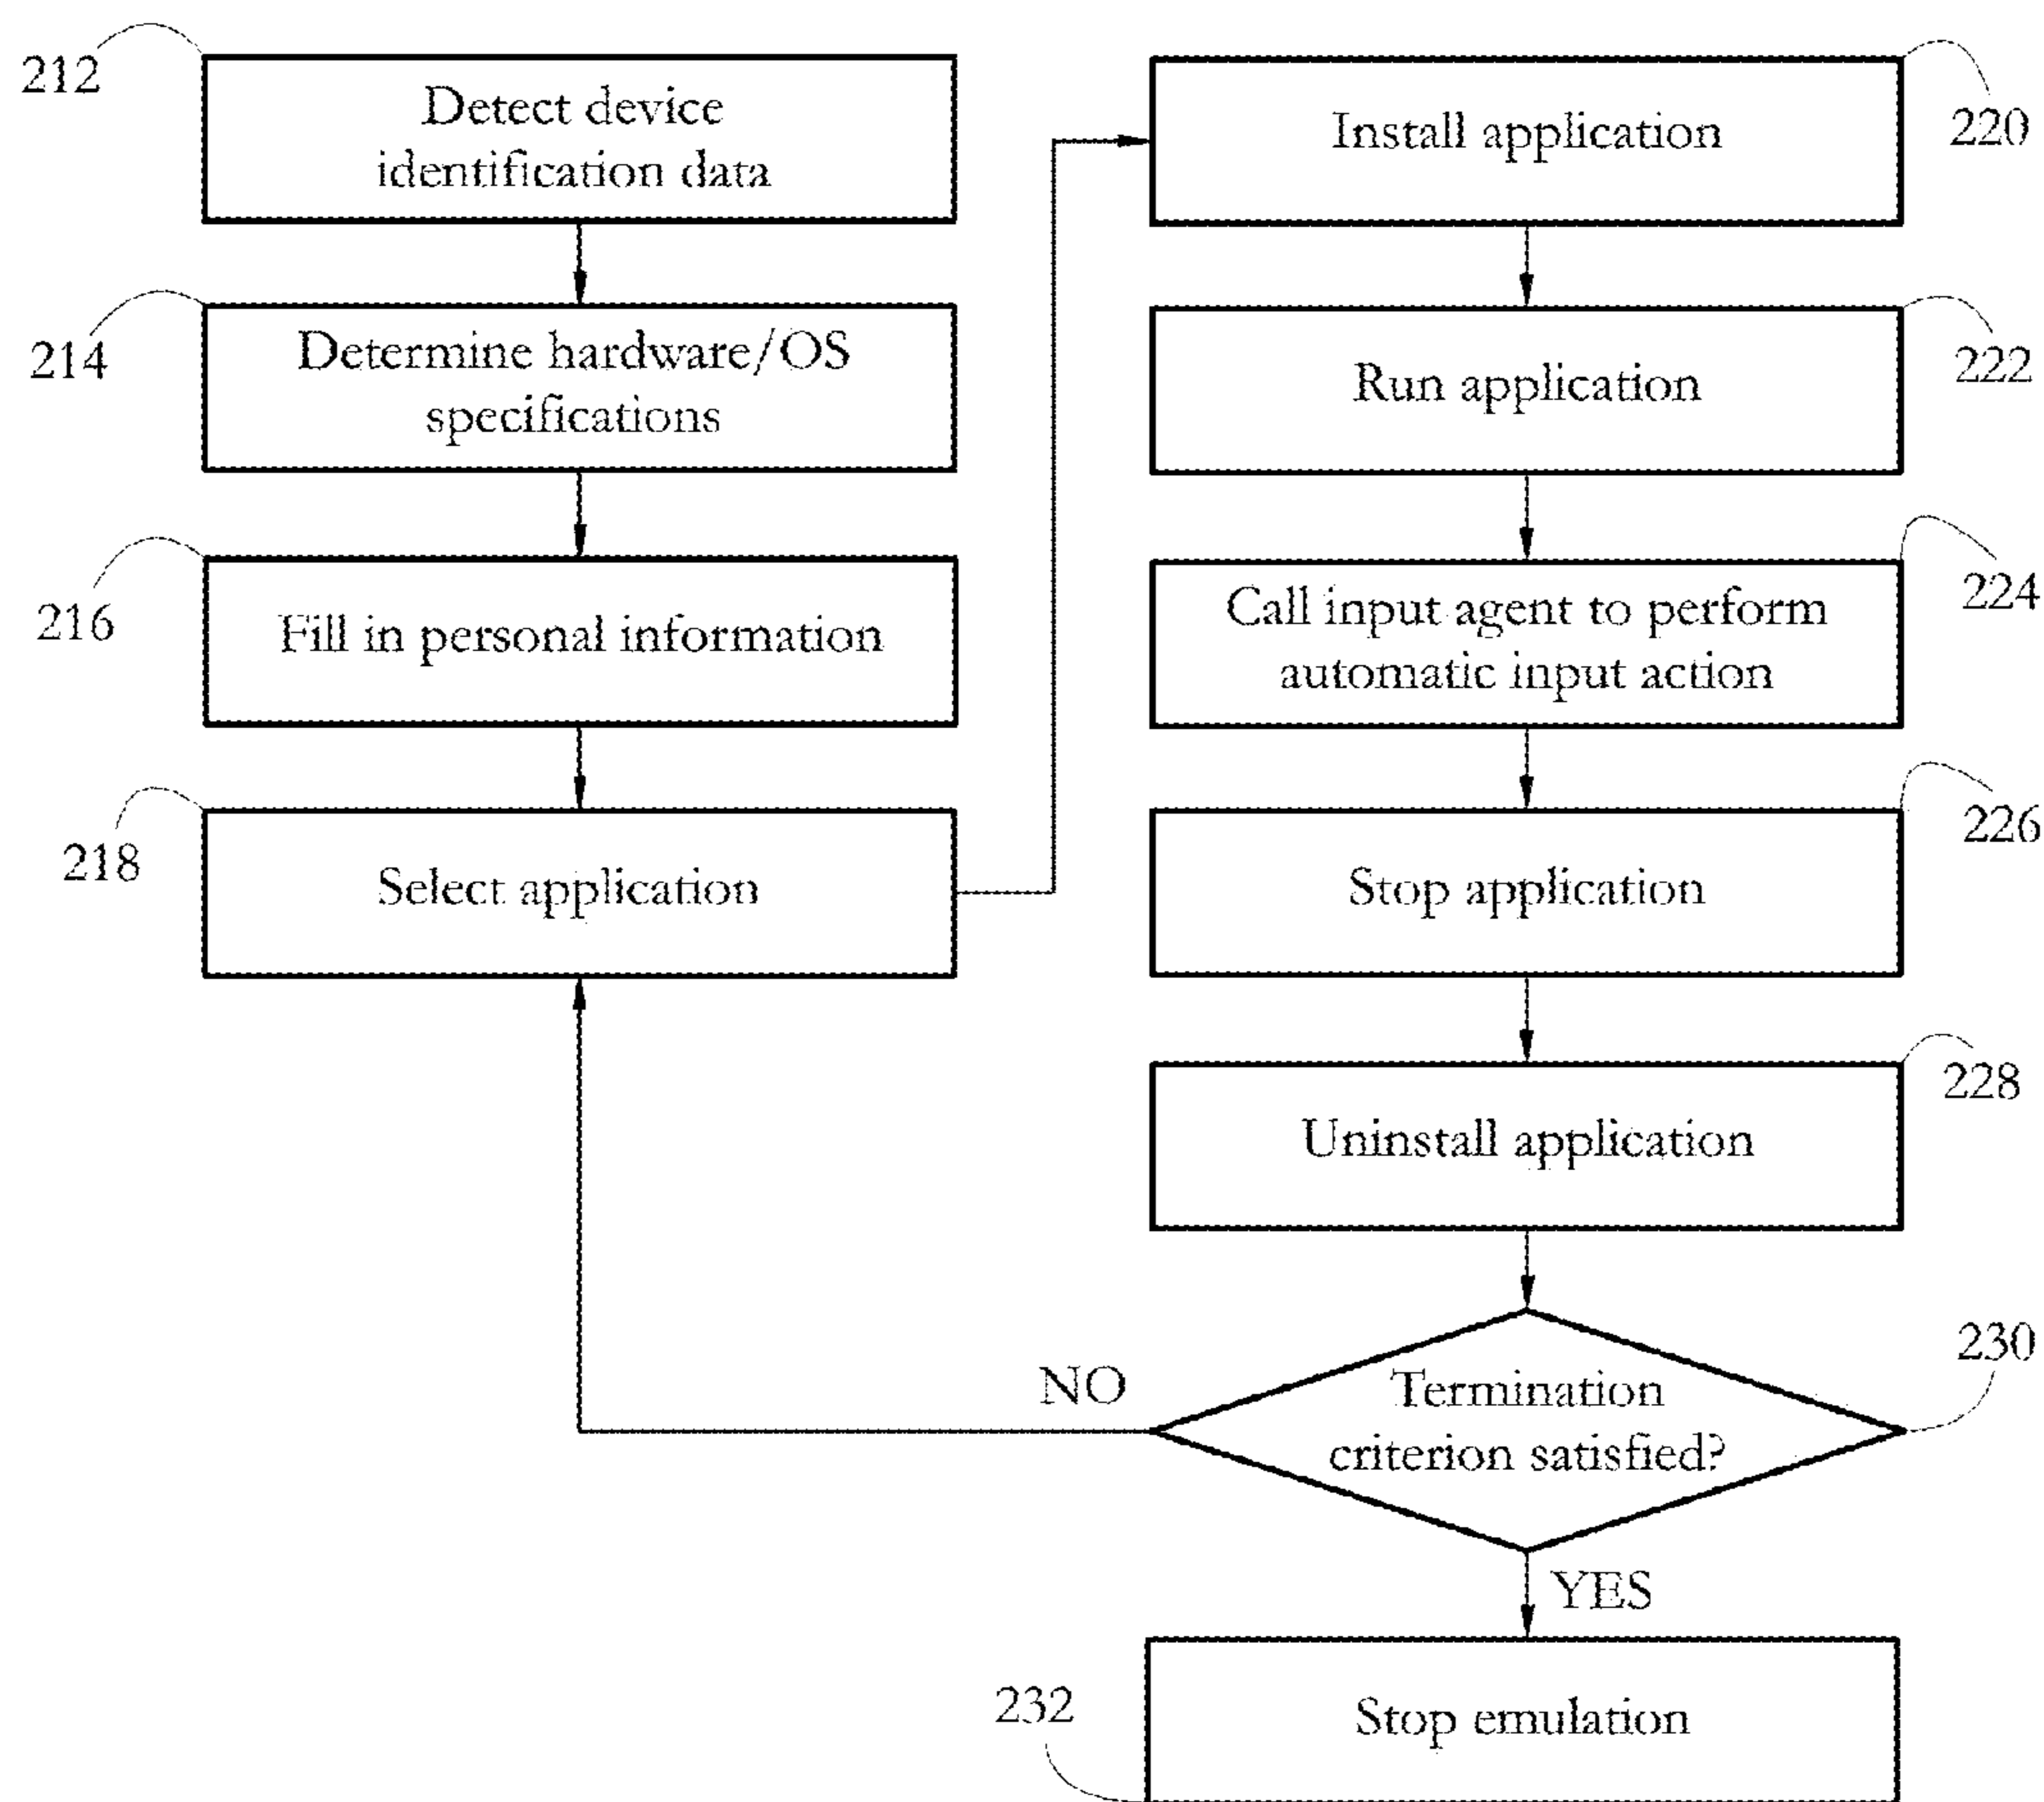 212
Detect device
identification data
214
Determine hardware/OS
specifications
216
Fill in personal information
218
Select application
220
Install application
222
Run application
224
Call input agent to perform
automatic input action
226
Stop application
228
Uninstall application
230
Termination
criterion satisfied?
NO
YES
232
Stop emulation